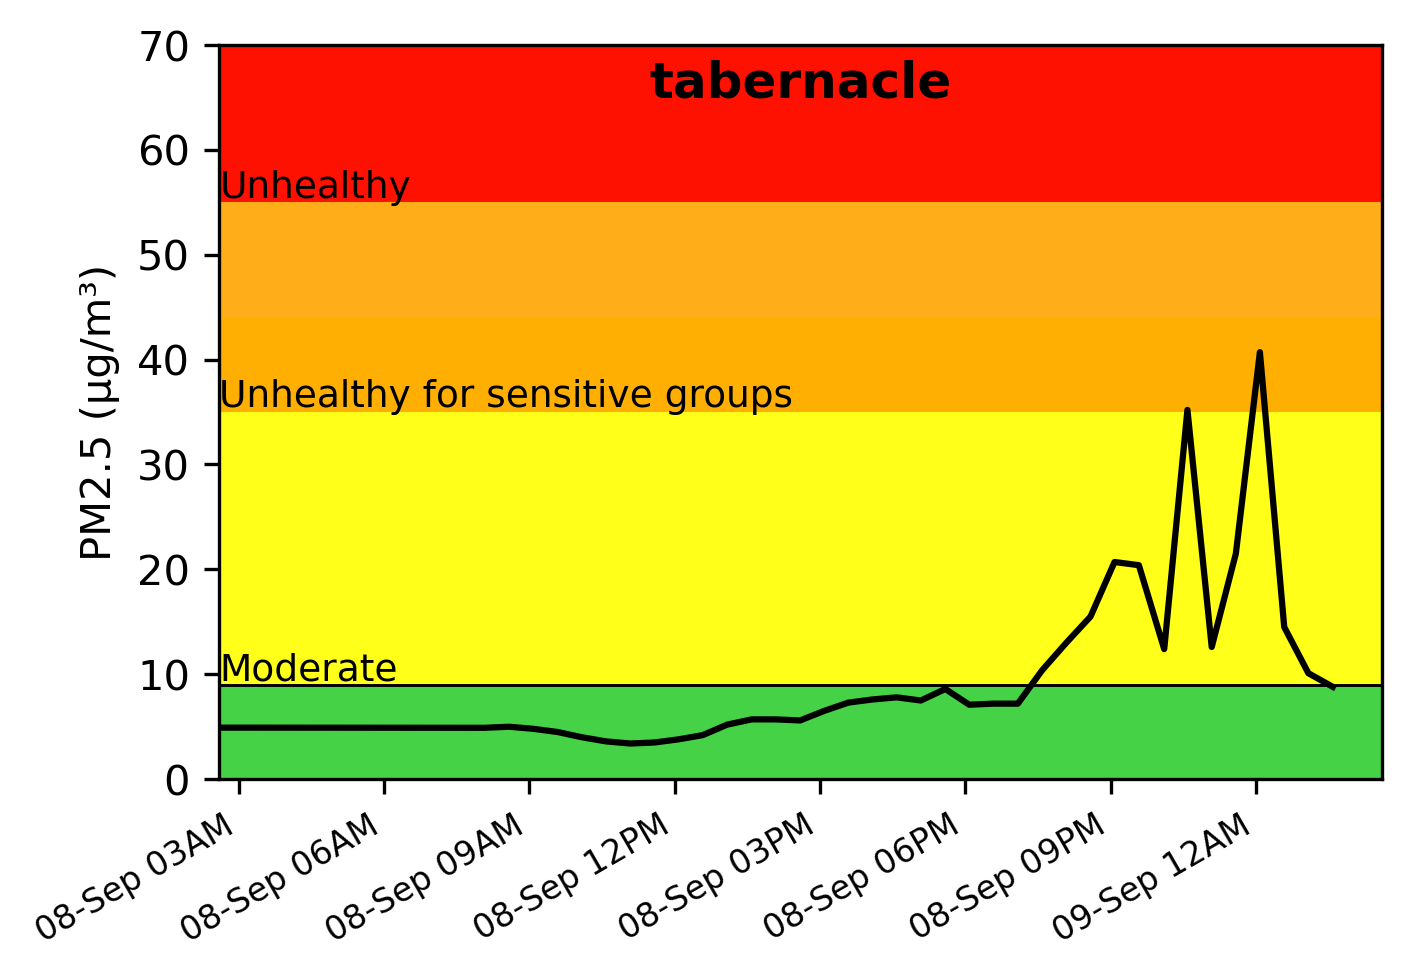 tabernacle
70
60
Unhealthy
50
40
Unhealthy for sensitive groups
30
20
10
Moderate
0
PM2.5 (µg/m³)
08-Sep 03AM
08-Sep 06AM
08-Sep 09AM
08-Sep 12PM
08-Sep 03PM
08-Sep 06PM
08-Sep 09PM
09-Sep 12AM